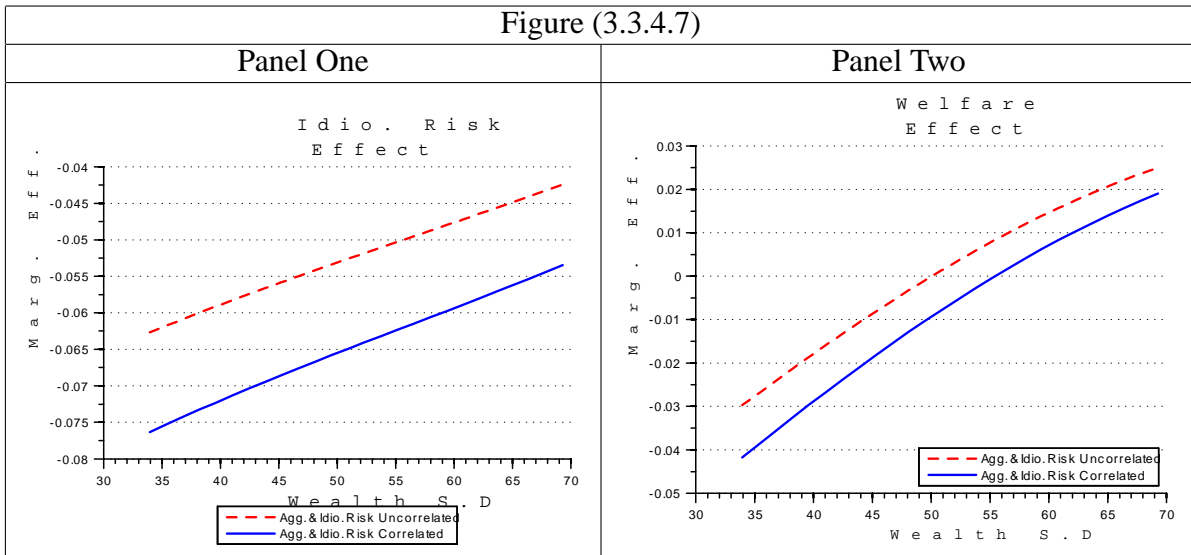 Figure (3.3.4.7)
Panel One
Panel Two
Idio. Risk
Effect
Marg. Eff.
-0.04
-0.045
-0.05
-0.055
-0.06
-0.065
-0.07
-0.075
-0.08
30 35 40 45 50 55 60 65 70
Wealth S.D
Agg.&Idio.Risk Uncorrelated
Agg.&Idio.Risk Correlated
Welfare
Effect
Marg. Eff.
0.03
0.02
0.01
0
-0.01
-0.02
-0.03
-0.04
-0.05
Agg.&Idio.Risk Uncorrelated
Agg.&Idio.Risk Correlated
30 35 40 45 50 55 60 65 70
Wealth S.D